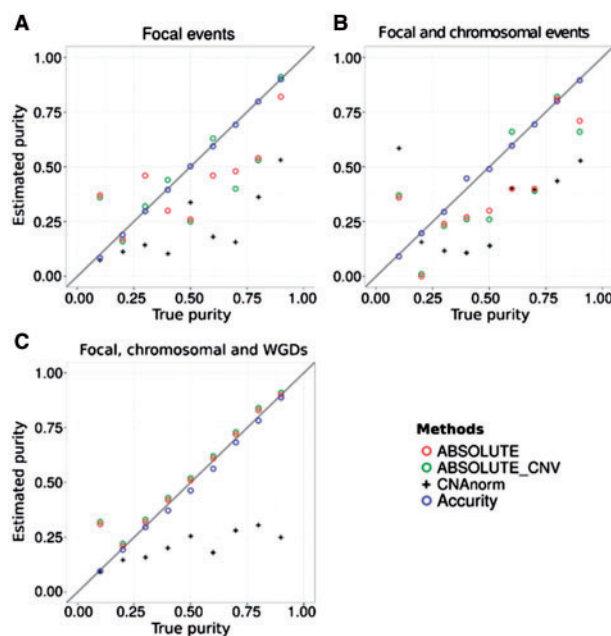 A
Focal events
Estimated purity
1.00
0.75
0.50
0.25
0.00
0.00 0.25 0.50 0.75 1.00
True purity
B
Focal and chromosomal events
Estimated purity
1.00
0.75
0.50
0.25
0.00
0.00 0.25 0.50 0.75 1.00
True purity
C
Focal, chromosomal and WGDs
Estimated purity
1.00
0.75
0.50
0.25
0.00
0.00 0.25 0.50 0.75 1.00
True purity
Methods
ABSOLUTE
ABSOLUTE_CNV
CNAnorm
Accurity